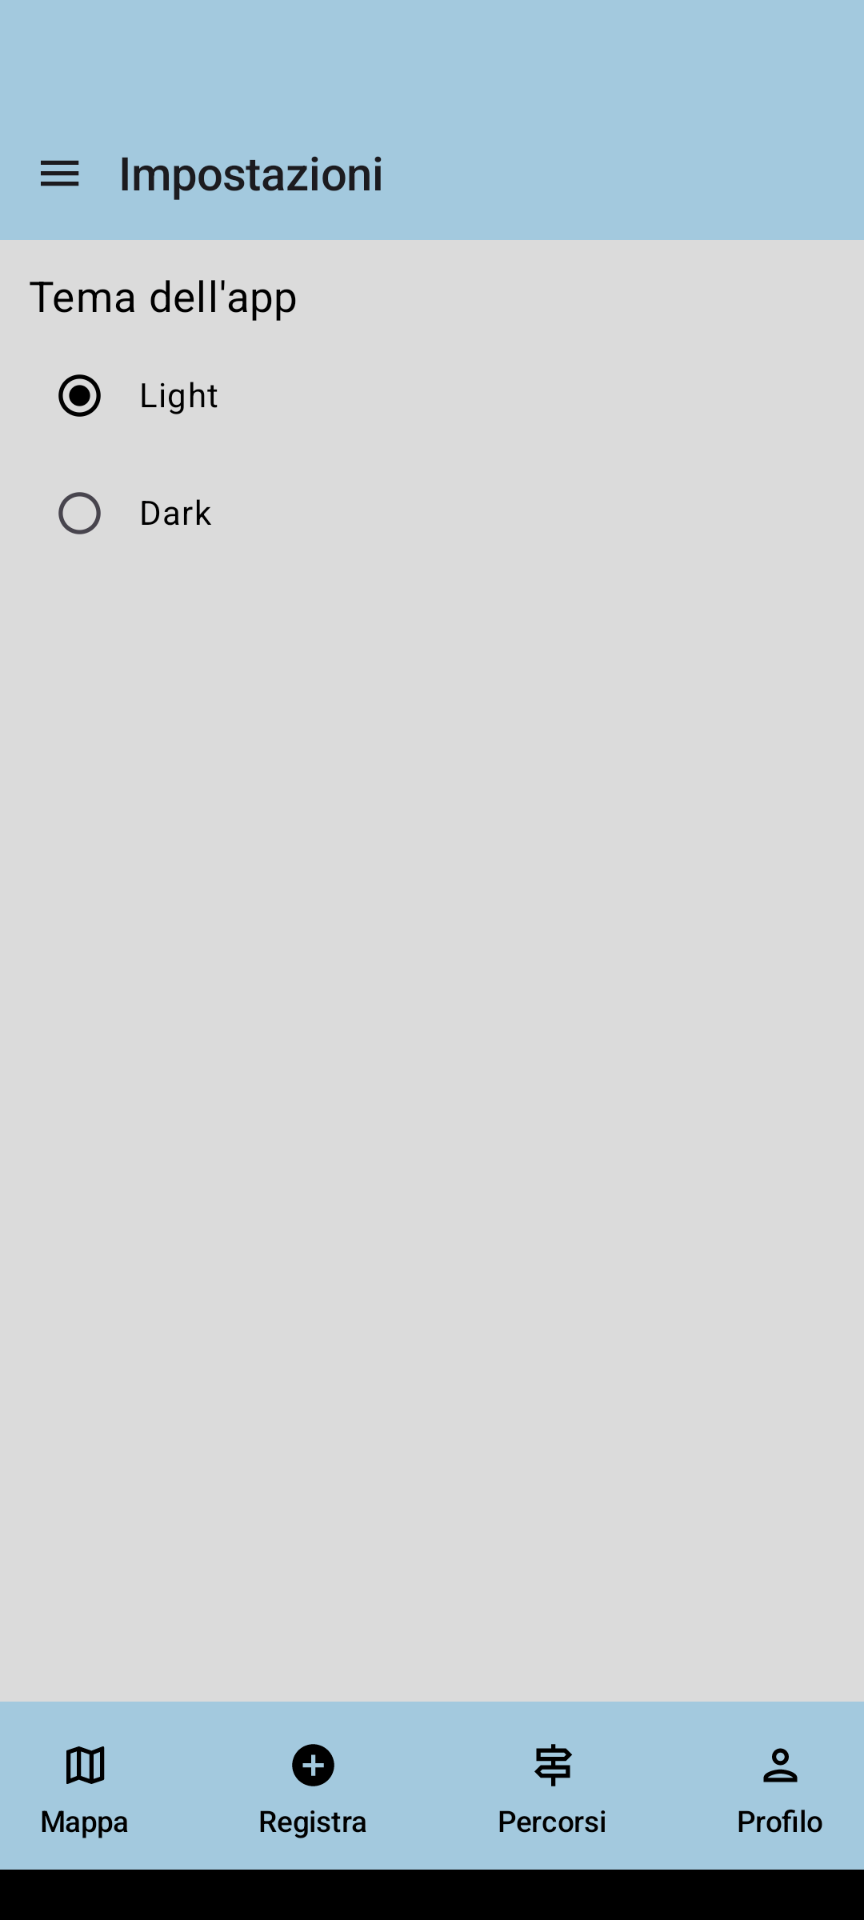 Impostazioni
Tema dell'app
Light
Dark
Mappa
Registra
Percorsi
Profilo